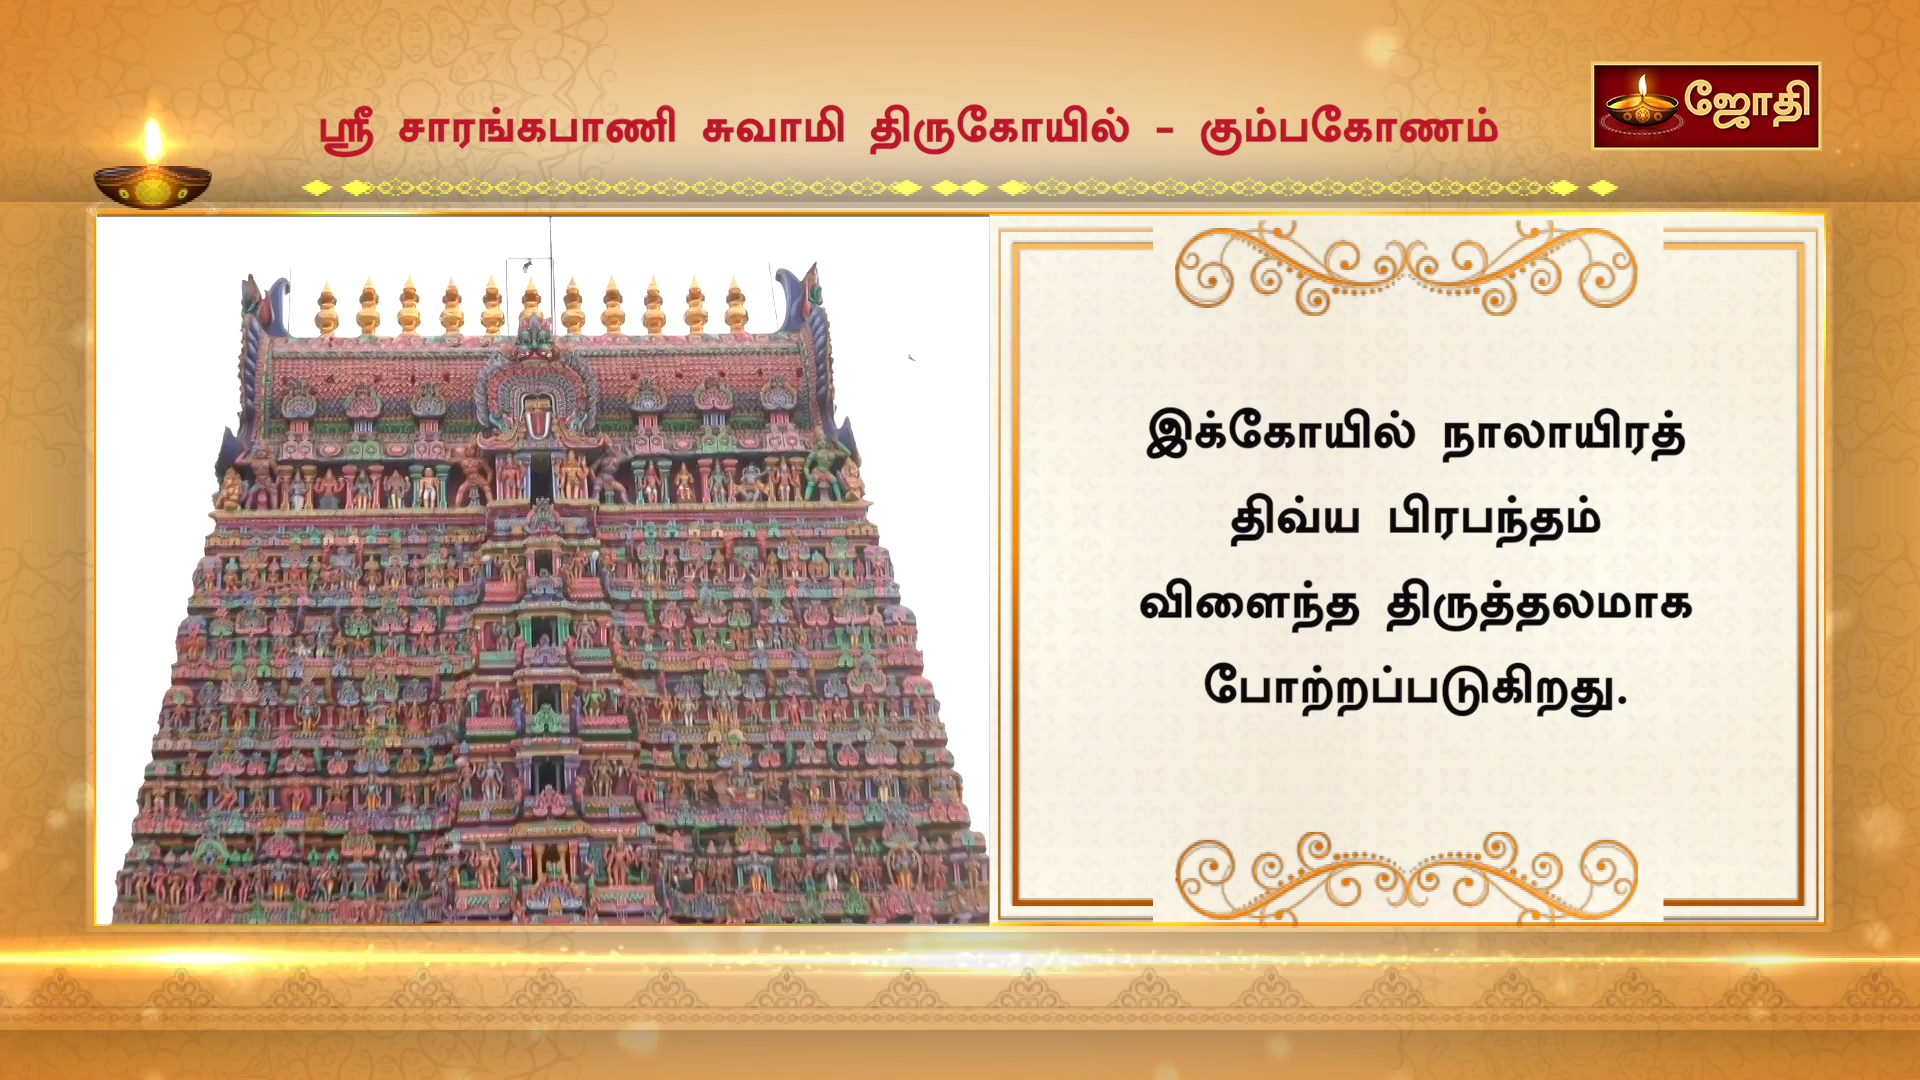 ஸ்ரீ சாரங்கபாணி சுவாமி திருகோயில் - கும்பகோணம்
ஜோதி
இக்கோயில் நாலாயிரத்
திவ்ய பிரபந்தம்
விளைந்த திருத்தலமாக
போற்றப்படுகிறது.